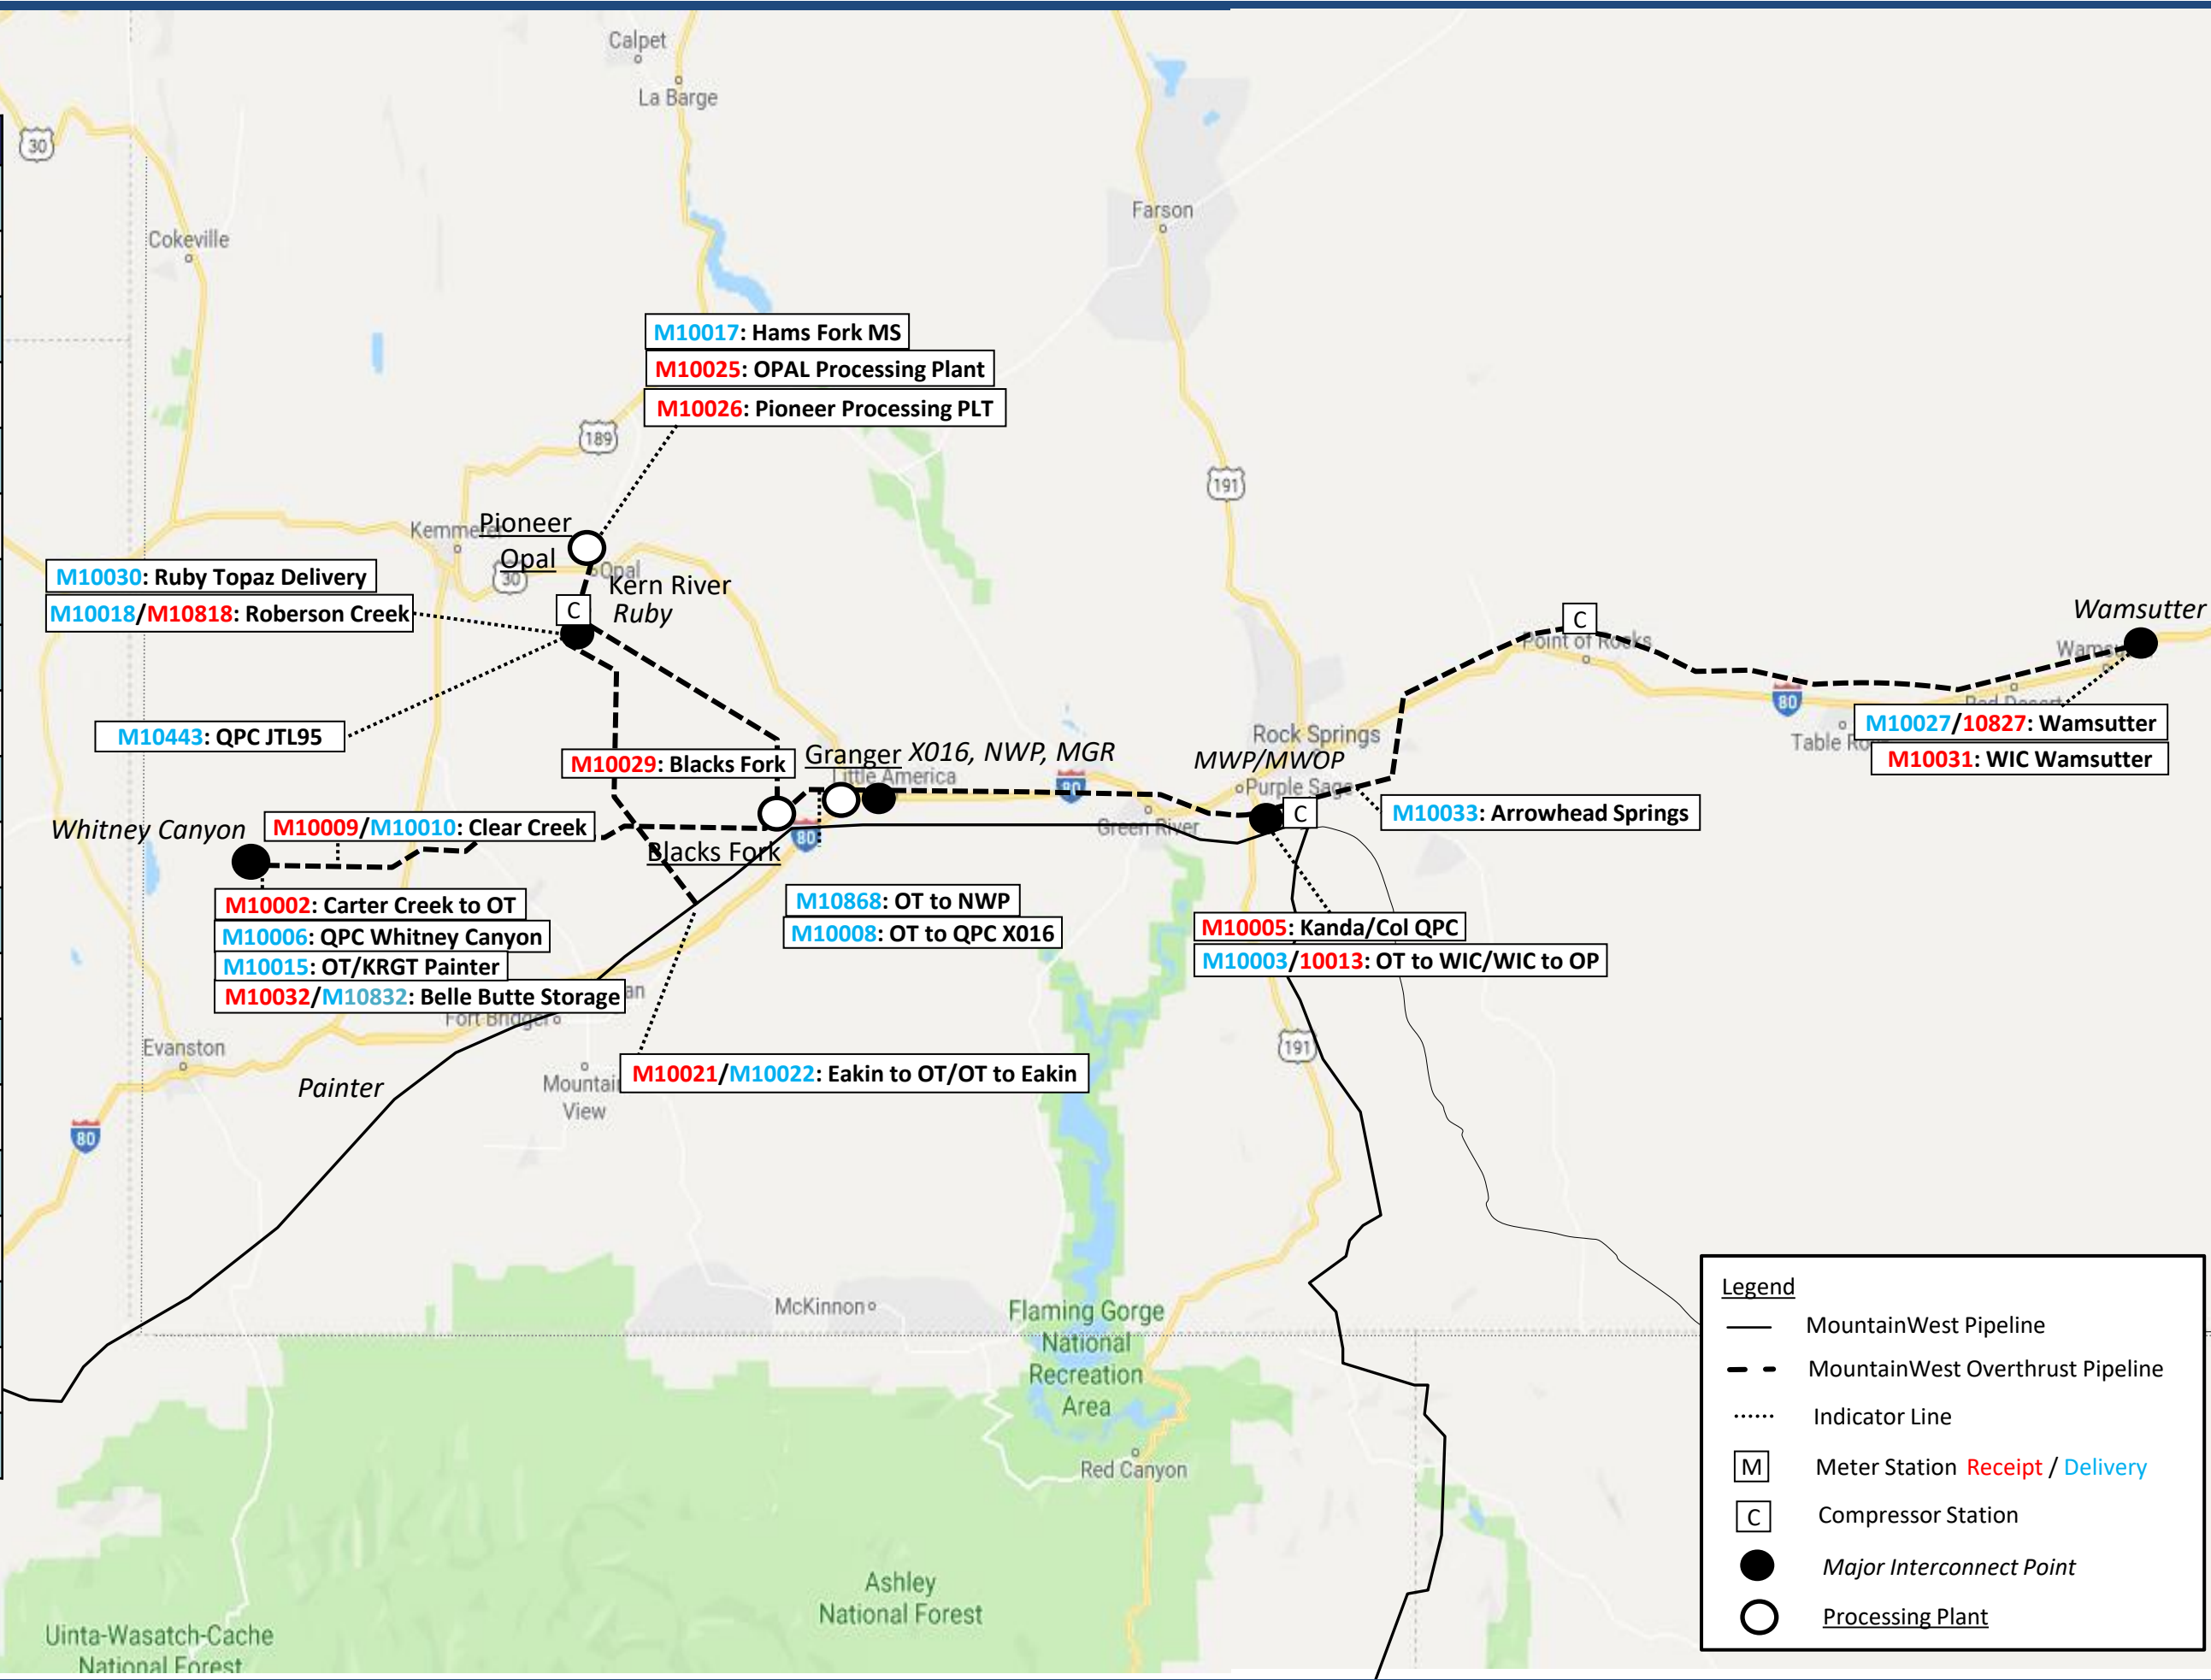 Calpet
La Barge
30
Farson
Cokeville
M10017: Hams Fork MS
M10025: OPAL Processing Plant
M10026: Pioneer Processing PLT
189
191
Pioneer
Kemmerer
Opal
30
Opal
Kern River
Ruby
C
M10030: Ruby Topaz Delivery
M10018/M10818: Roberson Creek
M10443: QPC JTL95
C
Point of Rocks
Wamsutter
80
Table
M10027/10827: Wamsutter
M10031: WIC Wamsutter
Rock Springs
MWP/MWOP
Purple Sage
C
M10033: Arrowhead Springs
M10029: Blacks Fork
Granger X016, NWP, MGR
Little America
80
Green River
Whitney Canyon
M10009/M10010: Clear Creek
Blacks Fork
80
M10002: Carter Creek to OT
M10006: QPC Whitney Canyon
M10015: OT/KRGT Painter
M10032/M10832: Belle Butte Storage
M10868: OT to NWP
M10008: OT to QPC X016
M10005: Kanda/Col QPC
M10003/10013: OT to WIC/WIC to OP
Fort Bridger
191
Evanston
Painter
Mountain
View
M10021/M10022: Eakin to OT/OT to Eakin
80
McKinnon
Flaming Gorge
National
Recreation
Area
Red Canyon
Ashley
National Forest
Uinta-Wasatch-Cache
National Forest
Legend
MountainWest Pipeline
MountainWest Overthrust Pipeline
Indicator Line
M Meter Station Receipt / Delivery
C Compressor Station
Major Interconnect Point
Processing Plant